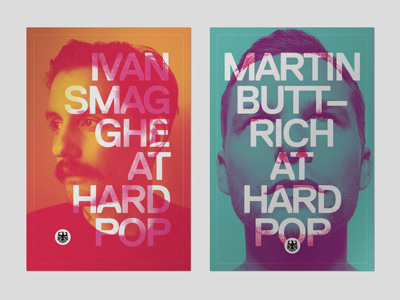 IVAN
SMAG
GHE
AT
HARD
POP
MARTIN
BUTT–
RICH
AT
HARD
POP